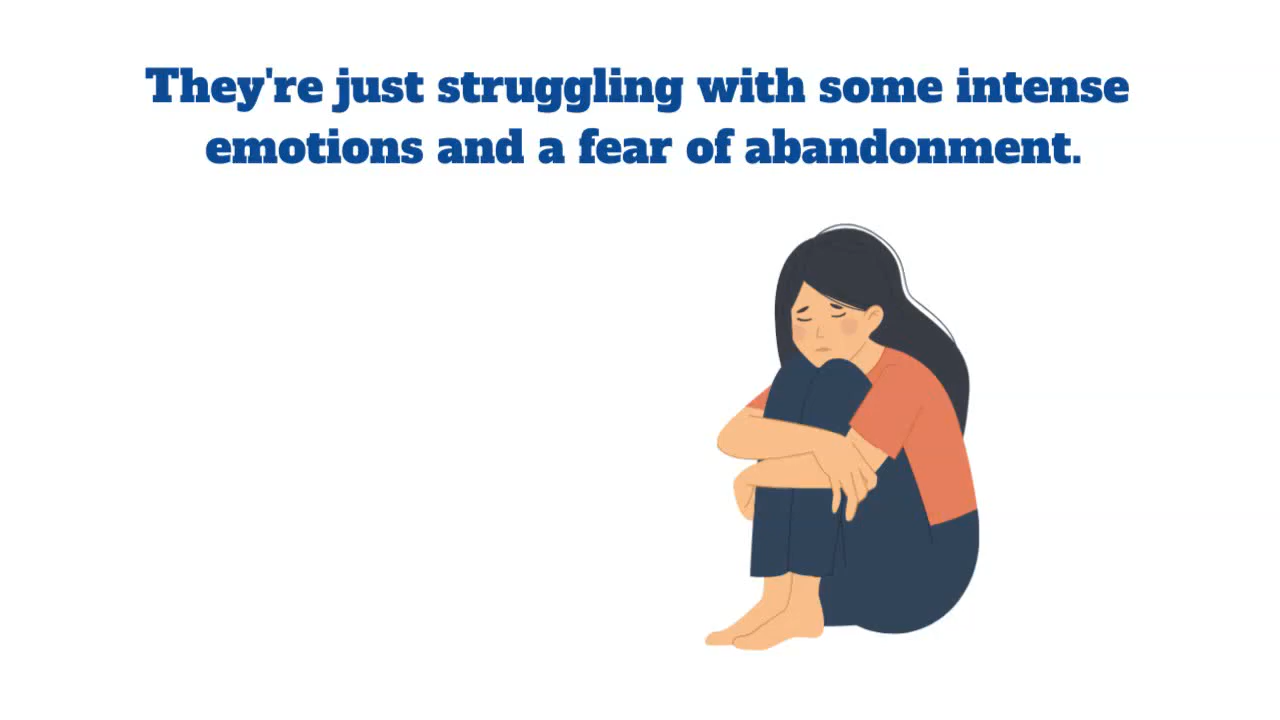 They're just struggling with some intense
emotions and a fear of abandonment.